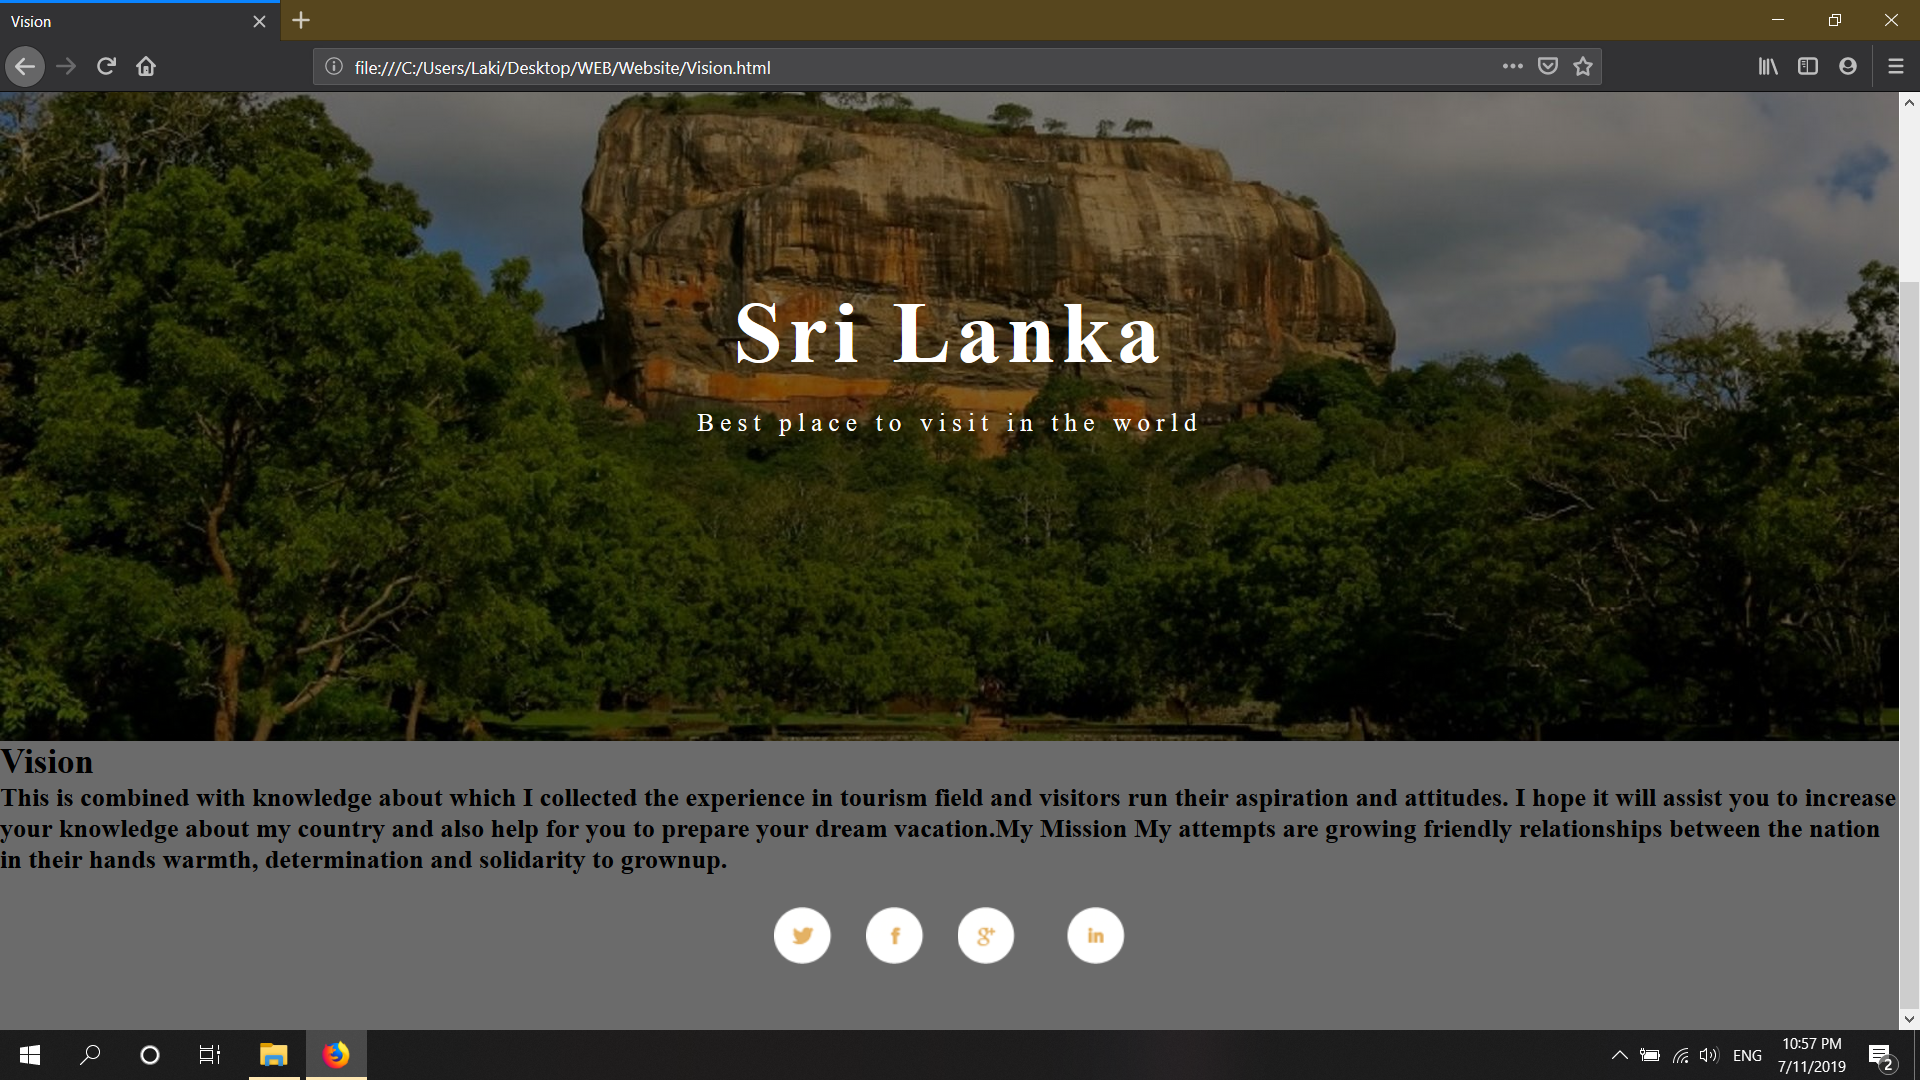 Vision
file:///C:/Users/Laki/Desktop/WEB/Website/Vision.html
Sri Lanka
Best place to visit in the world
Vision
This is combined with knowledge about which I collected the experience in tourism field and visitors run their aspiration and attitudes. I hope it will assist you to increase
your knowledge about my country and also help for you to prepare your dream vacation.My Mission My attempts are growing friendly relationships between the nation
in their hands warmth, determination and solidarity to grownup.
f
g+
in
ENG
10:57 PM
7/11/2019
2